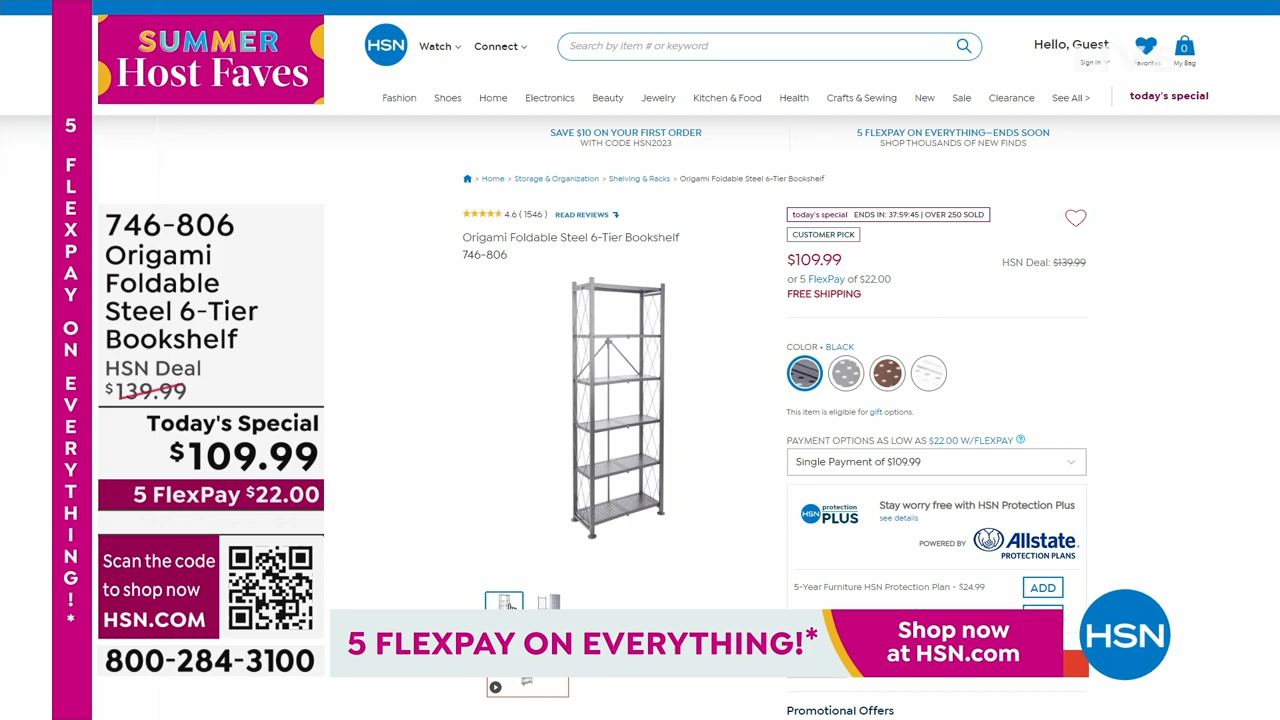 5 FLEXPAY ON EVERYTHING!*
SUMMER
Host Faves
746-806
Origami
Foldable
Steel 6-Tier
Bookshelf
HSN Deal
$139.99
Today's Special
$109.99
5 FlexPay $22.00
Scan the code
to shop now
HSN.COM
800-284-3100
HSN
Watch
Connect
Search by item # or keyword
Hello, Guest
Sign In
Favorites
0
My Bag
Fashion Shoes Home Electronics Beauty Jewelry Kitchen & Food Health Crafts & Sewing New Sale Clearance See All > today's special
SAVE $10 ON YOUR FIRST ORDER
WITH CODE HSN2023
5 FLEXPAY ON EVERYTHING—ENDS SOON
SHOP THOUSANDS OF NEW FINDS
> Home > Storage & Organization > Shelving & Racks > Origami Foldable Steel 6-Tier Bookshelf
4.6 ( 1546 ) READ REVIEWS
Origami Foldable Steel 6-Tier Bookshelf
746-806
today's special ENDS IN: 37:59:45 | OVER 250 SOLD
CUSTOMER PICK
$109.99
HSN Deal: $139.99
or 5 FlexPay of $22.00
FREE SHIPPING
COLOR • BLACK
This item is eligible for gift options.
PAYMENT OPTIONS AS LOW AS $22.00 W/FLEXPAY ?
Single Payment of $109.99
HSN protection PLUS
Stay worry free with HSN Protection Plus
see details
POWERED BY Allstate
PROTECTION PLANS
5-Year Furniture HSN Protection Plan - $24.99 ADD
5 FLEXPAY ON EVERYTHING!*
Shop now
at HSN.com
HSN
Promotional Offers